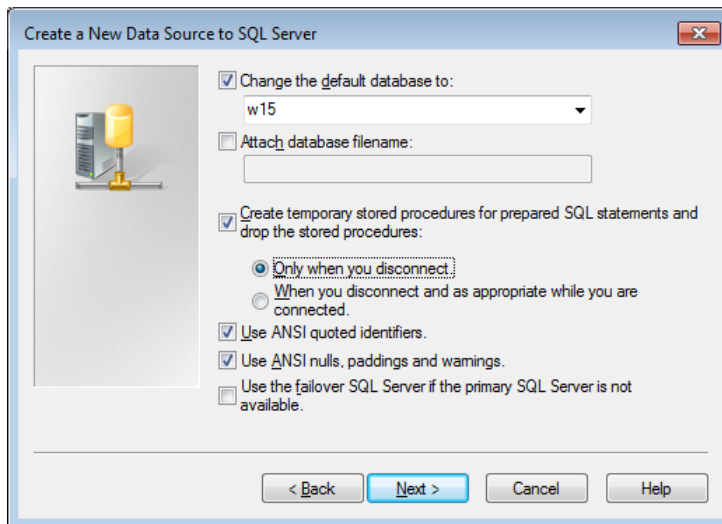 Create a New Data Source to SQL Server
Change the default database to:
w15
Attach database filename:
Create temporary stored procedures for prepared SQL statements and
drop the stored procedures:
Only when you disconnect.
When you disconnect and as appropriate while you are
connected.
Use ANSI quoted identifiers.
Use ANSI nulls, paddings and warnings.
Use the failover SQL Server if the primary SQL Server is not
available.
< Back
Next >
Cancel
Help